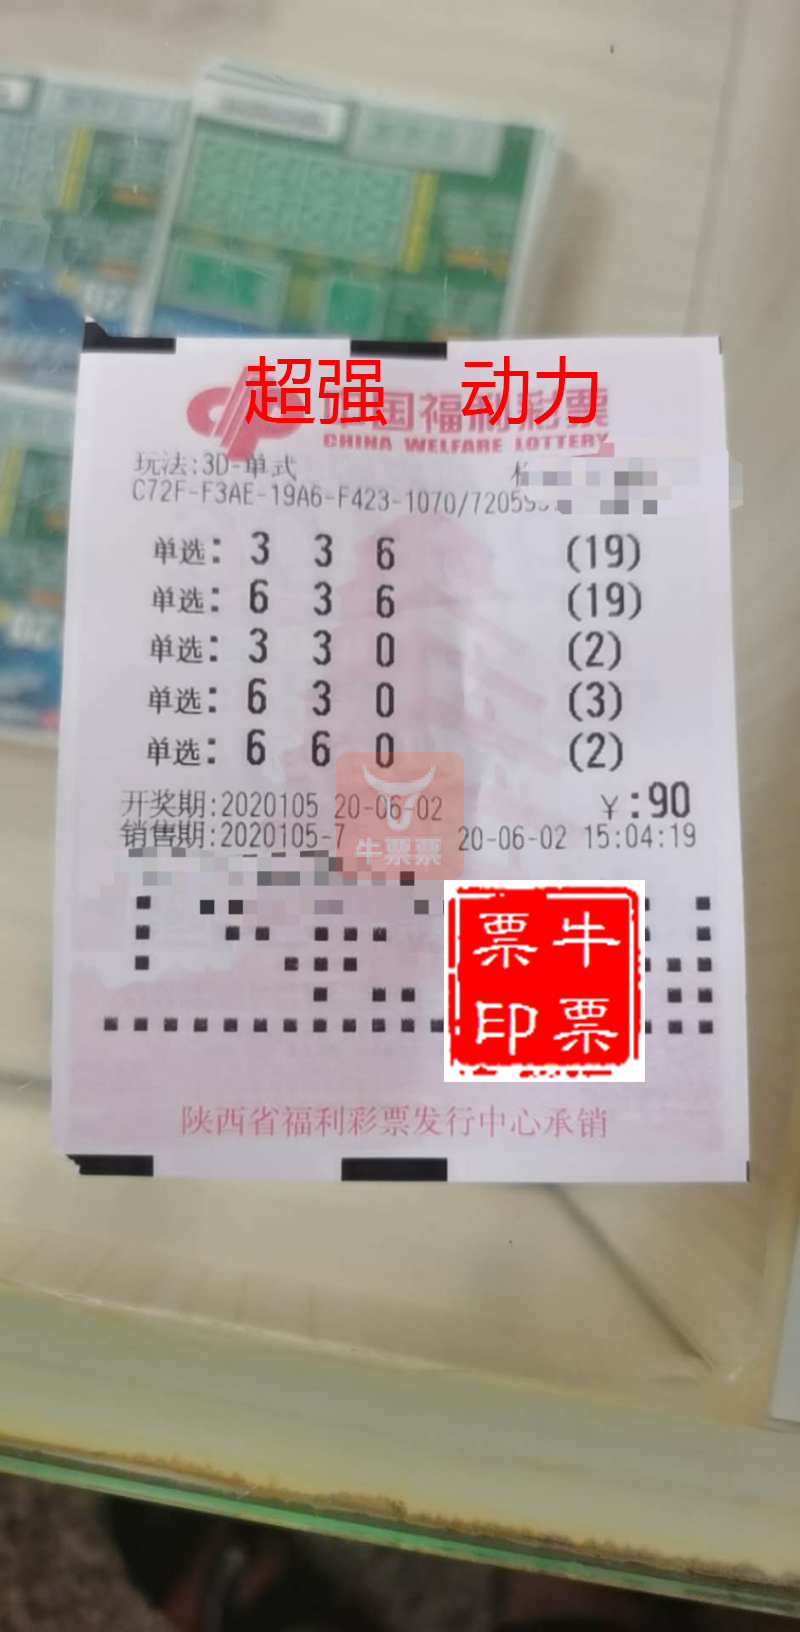 超强 动力
中国福利彩票
CHINA WELFARE LOTTERY
玩法:3D-单式
C72F-F3AE-19A6-F423-1070/72059
单选: 3 3 6 (19)
单选: 6 3 6 (19)
单选: 3 3 0 (2)
单选: 6 3 0 (3)
单选: 6 6 0 (2)
开奖期:2020105 20-06-02 ¥:90
销售期:2020105-7 20-06-02 15:04:19
牛票票
牛票
票印
陕西省福利彩票发行中心承销